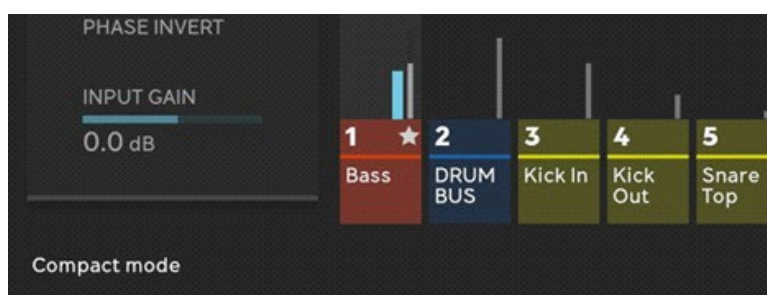 PHASE INVERT
INPUT GAIN
0.0 dB
1 ★ 2 3 4 5
Bass DRUM BUS Kick In Kick Out Snare Top
Compact mode